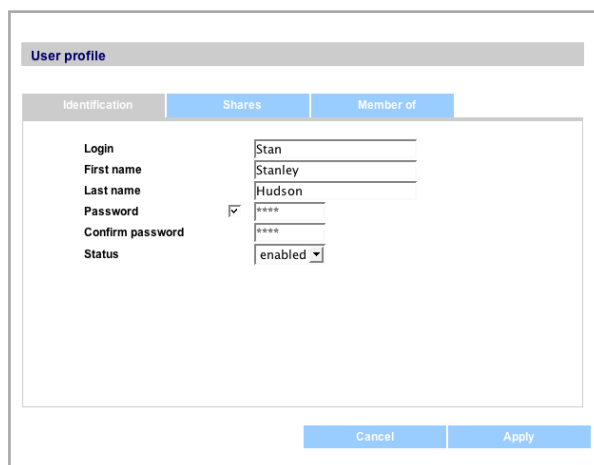 User profile
Identification Shares Member of
Login Stan
First name Stanley
Last name Hudson
Password ****
Confirm password ****
Status enabled
Cancel Apply